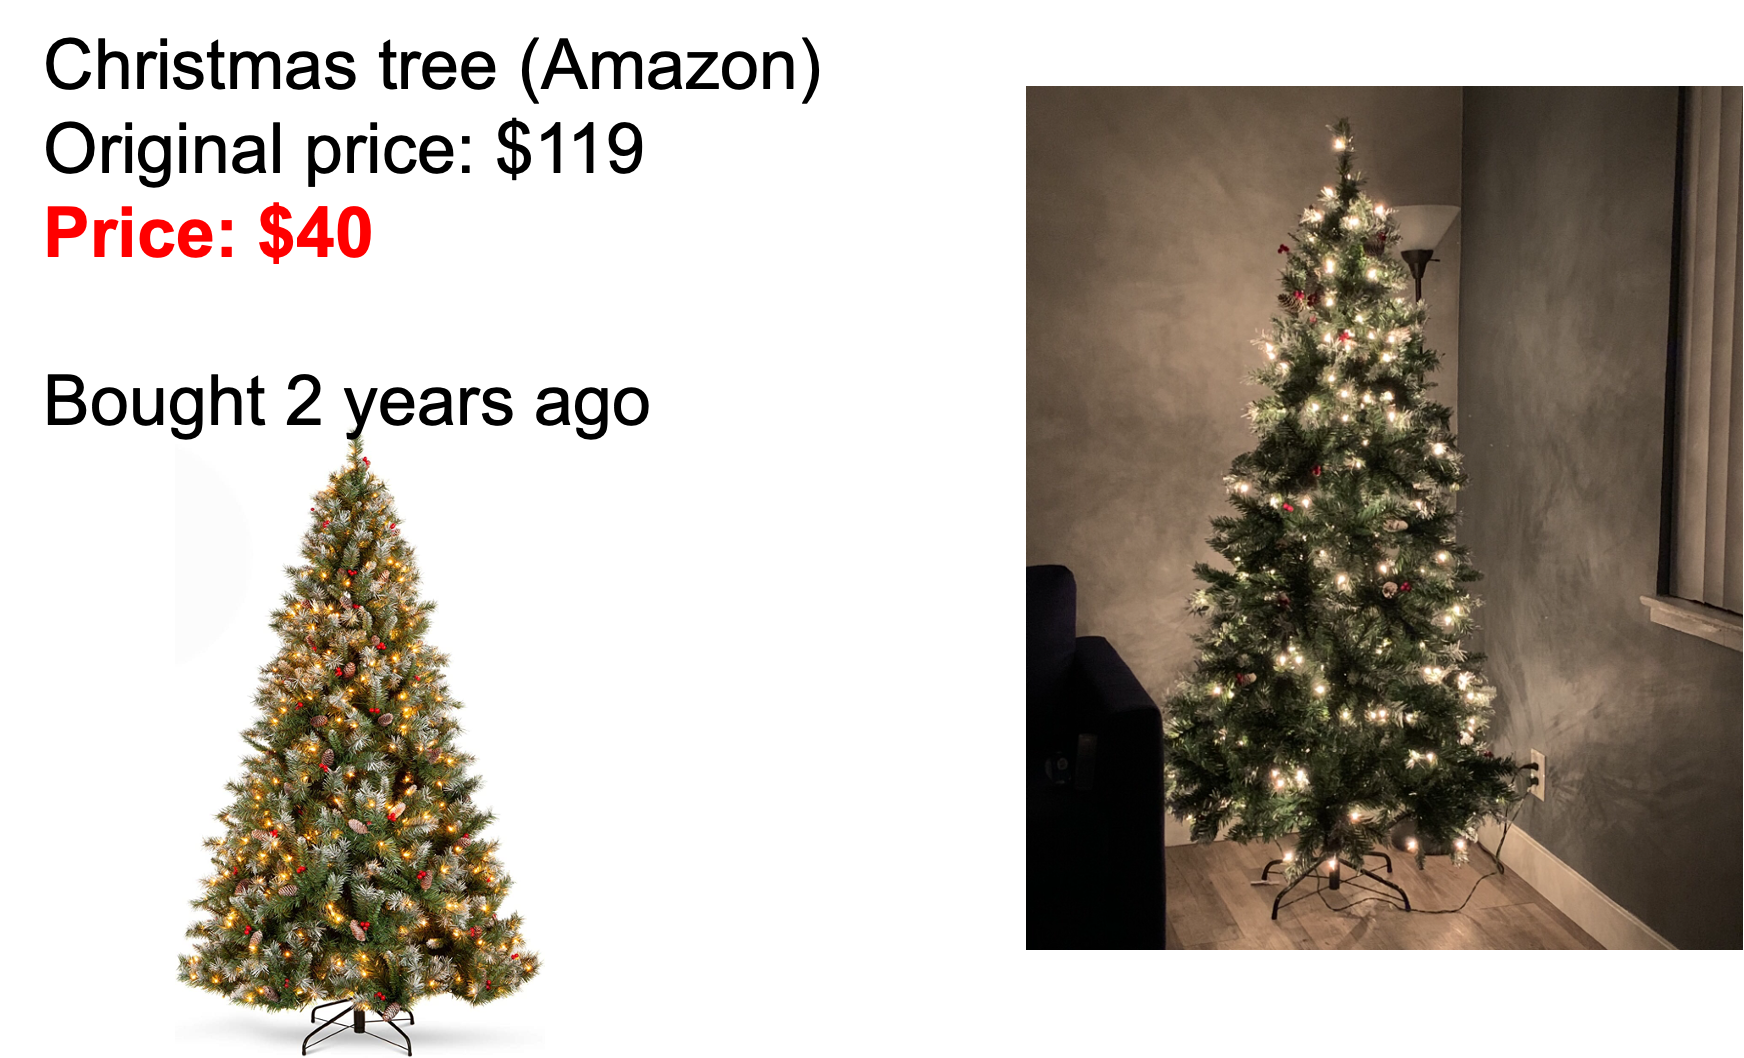 Christmas tree (Amazon)
Original price: $119
Price: $40
Bought 2 years ago